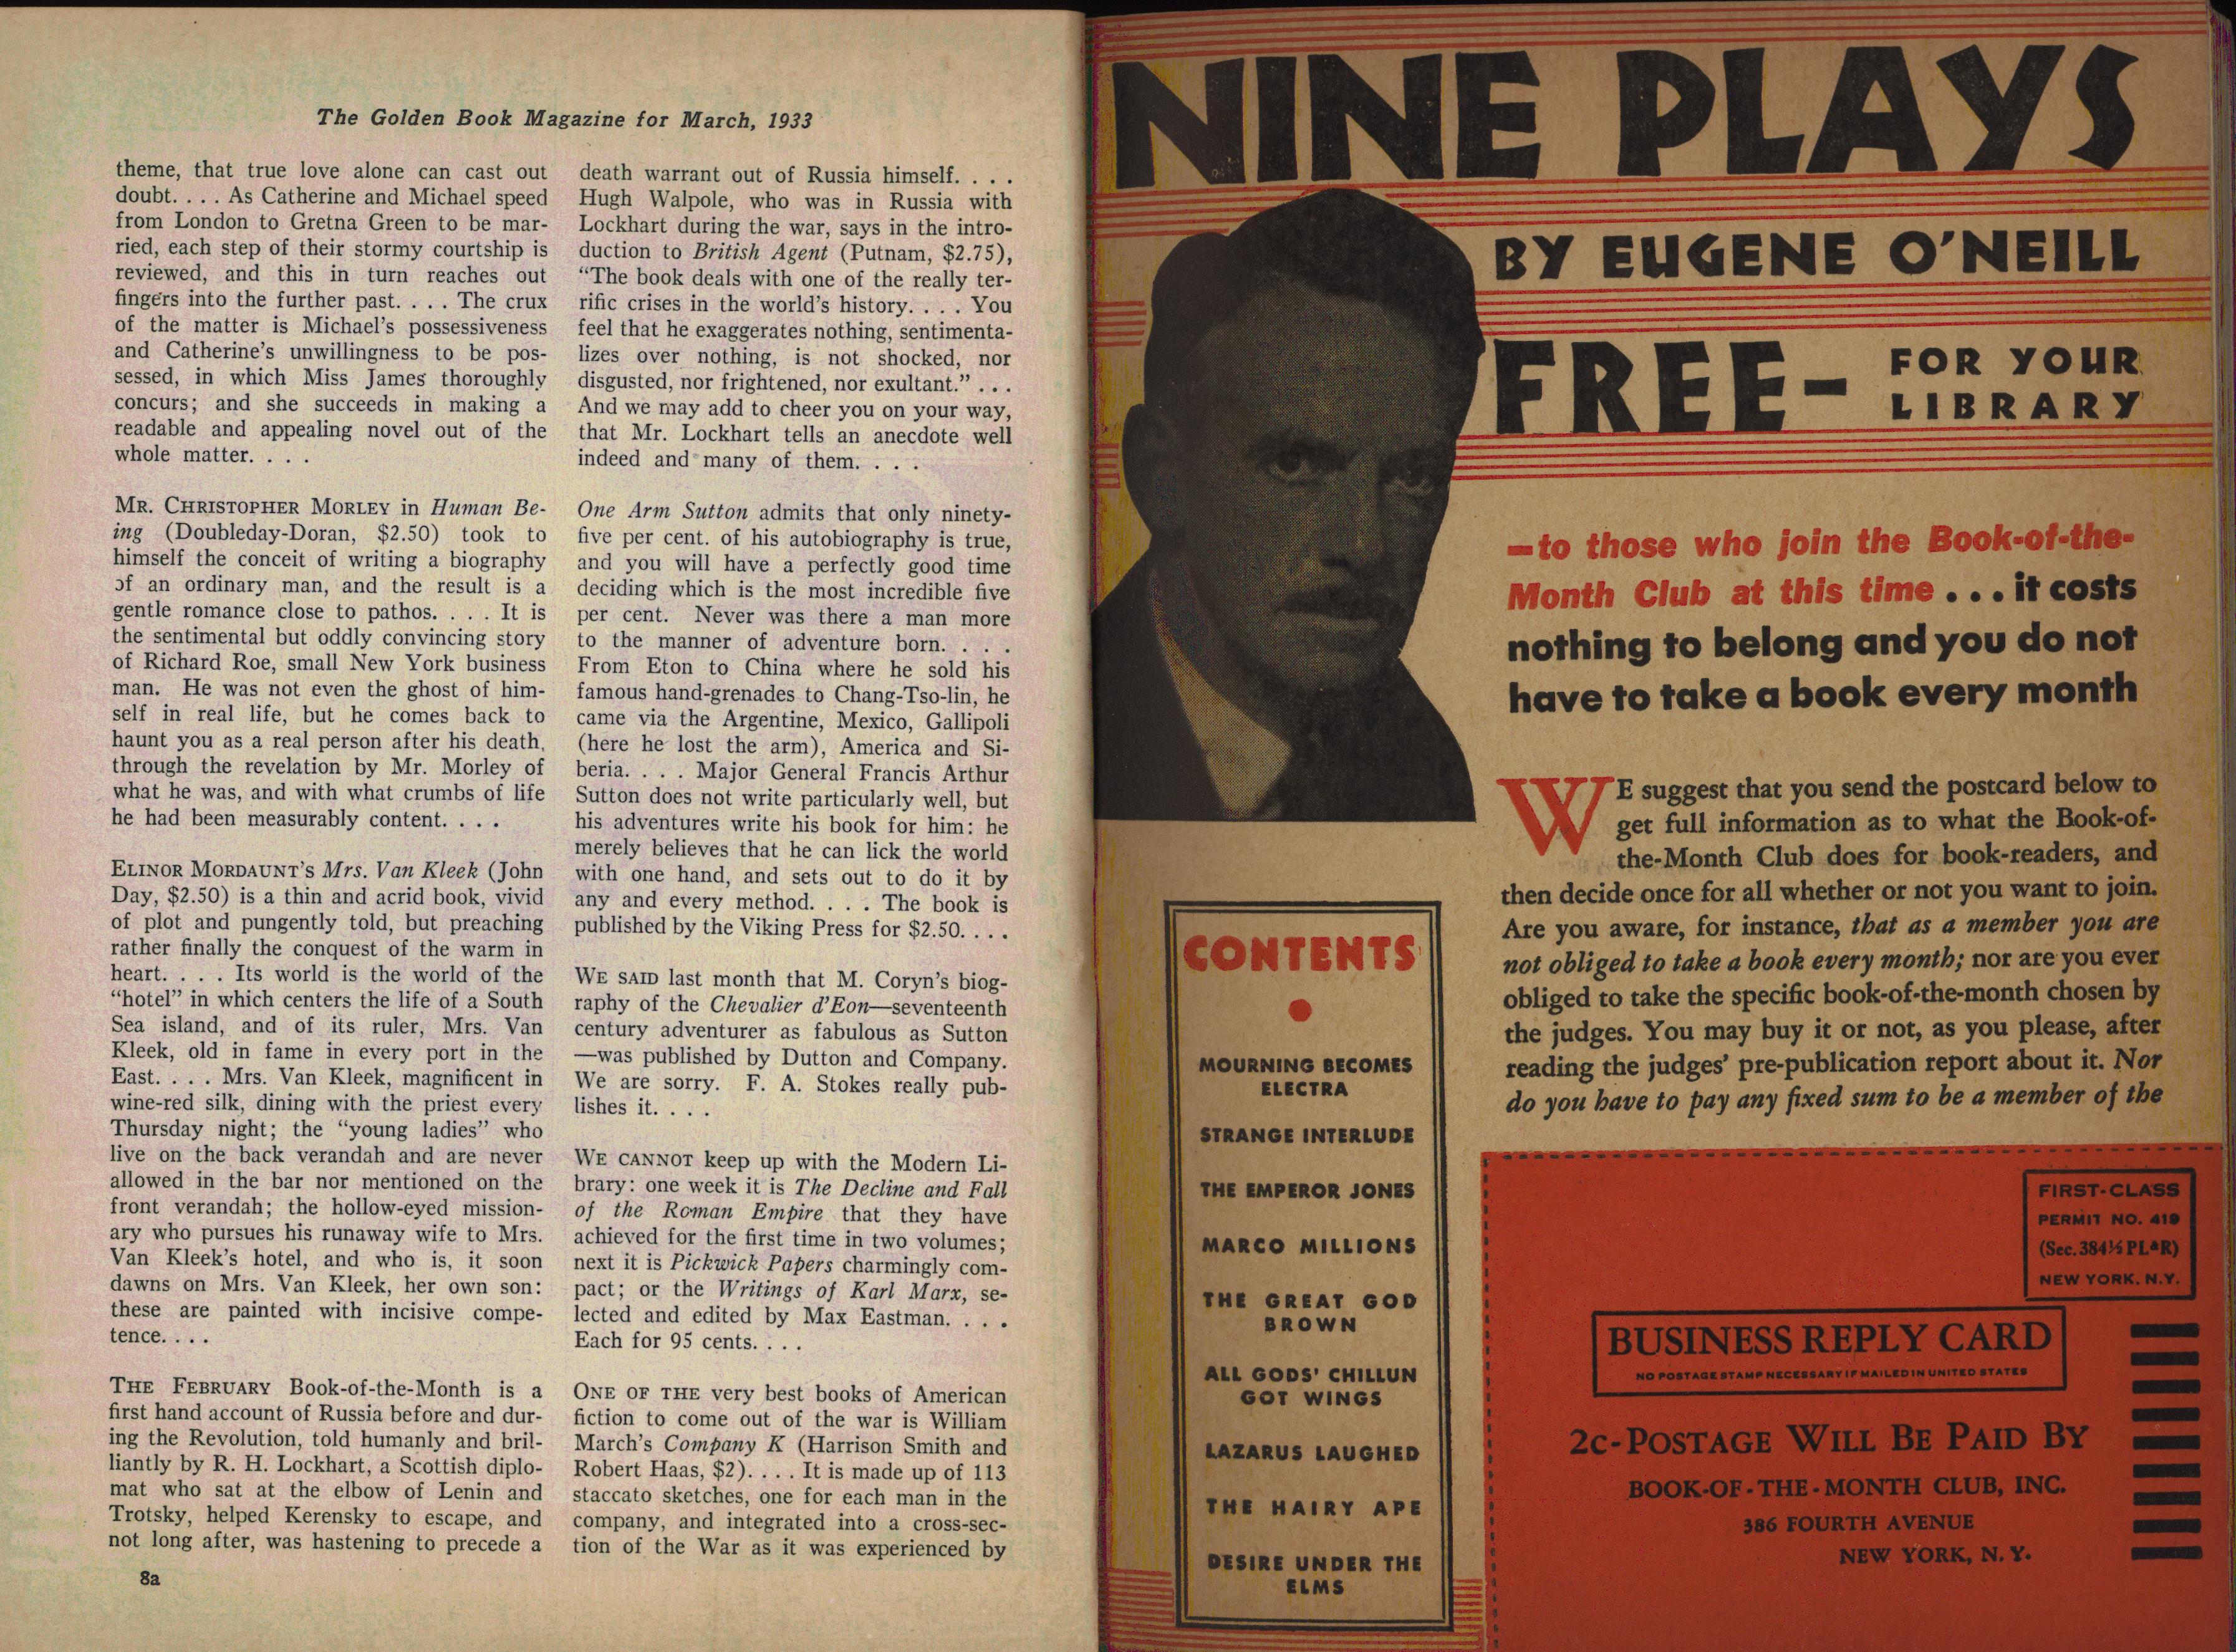 The Golden Book Magazine for March, 1933
theme, that true love alone can cast out
doubt. . . . As Catherine and Michael speed
from London to Gretna Green to be mar-
ried, each step of their stormy courtship is
reviewed, and this in turn reaches out
fingers into the further past. . . . The crux
of the matter is Michael's possessiveness
and Catherine's unwillingness to be pos-
sessed, in which Miss James thoroughly
concurs; and she succeeds in making a
readable and appealing novel out of the
whole matter. . . .
MR. CHRISTOPHER MORLEY in Human Be-
ing (Doubleday-Doran, $2.50) took to
himself the conceit of writing a biography
of an ordinary man, and the result is a
gentle romance close to pathos. . . . It is
the sentimental but oddly convincing story
of Richard Roe, small New York business
man. He was not even the ghost of him-
self in real life, but he comes back to
haunt you as a real person after his death,
through the revelation by Mr. Morley of
what he was, and with what crumbs of life
he had been measurably content. . . .
ELINOR MORDAUNT'S Mrs. Van Kleek (John
Day, $2.50) is a thin and acrid book, vivid
of plot and pungently told, but preaching
rather finally the conquest of the warm in
heart. . . . Its world is the world of the
"hotel" in which centers the life of a South
Sea island, and of its ruler, Mrs. Van
Kleek, old in fame in every port in the
East. . . . Mrs. Van Kleek, magnificent in
wine-red silk, dining with the priest every
Thursday night; the "young ladies" who
live on the back verandah and are never
allowed in the bar nor mentioned on the
front verandah; the hollow-eyed mission-
ary who pursues his runaway wife to Mrs.
Van Kleek's hotel, and who is, it soon
dawns on Mrs. Van Kleek, her own son:
these are painted with incisive compe-
tence. . . .
THE FEBRUARY Book-of-the-Month is a
first hand account of Russia before and dur-
ing the Revolution, told humanly and bril-
liantly by R. H. Lockhart, a Scottish diplo-
mat who sat at the elbow of Lenin and
Trotsky, helped Kerensky to escape, and
not long after, was hastening to precede a
8a
death warrant out of Russia himself. . . .
Hugh Walpole, who was in Russia with
Lockhart during the war, says in the intro-
duction to British Agent (Putnam, $2.75),
"The book deals with one of the really ter-
rific crises in the world's history. . . . You
feel that he exaggerates nothing, sentimenta-
lizes over nothing, is not shocked, nor
disgusted, nor frightened, nor exultant." . . .
And we may add to cheer you on your way,
that Mr. Lockhart tells an anecdote well
indeed and many of them. . . .
One Arm Sutton admits that only ninety-
five per cent. of his autobiography is true,
and you will have a perfectly good time
deciding which is the most incredible five
per cent. Never was there a man more
to the manner of adventure born. . . .
From Eton to China where he sold his
famous hand-grenades to Chang-Tso-lin, he
came via the Argentine, Mexico, Gallipoli
(here he lost the arm), America and Si-
beria. . . . Major General Francis Arthur
Sutton does not write particularly well, but
his adventures write his book for him: he
merely believes that he can lick the world
with one hand, and sets out to do it by
any and every method. . . . The book is
published by the Viking Press for $2.50. . . .
WE SAID last month that M. Coryn's biog-
raphy of the Chevalier d'Eon—seventeenth
century adventurer as fabulous as Sutton
—was published by Dutton and Company.
We are sorry. F. A. Stokes really pub-
lishes it. . . .
WE CANNOT keep up with the Modern Li-
brary: one week it is The Decline and Fall
of the Roman Empire that they have
achieved for the first time in two volumes;
next it is Pickwick Papers charmingly com-
pact; or the Writings of Karl Marx, se-
lected and edited by Max Eastman. . . .
Each for 95 cents. . . .
ONE OF THE very best books of American
fiction to come out of the war is William
March's Company K (Harrison Smith and
Robert Haas, $2). . . . It is made up of 113
staccato sketches, one for each man in the
company, and integrated into a cross-sec-
tion of the War as it was experienced by
NINE PLAYS
BY EUGENE O'NEILL
FREE— FOR YOUR
LIBRARY
—to those who join the Book-of-the-
Month Club at this time . . . it costs
nothing to belong and you do not
have to take a book every month
WE suggest that you send the postcard below to
get full information as to what the Book-of-
the-Month Club does for book-readers, and
then decide once for all whether or not you want to join.
Are you aware, for instance, that as a member you are
not obliged to take a book every month; nor are you ever
obliged to take the specific book-of-the-month chosen by
the judges. You may buy it or not, as you please, after
reading the judges' pre-publication report about it. Nor
do you have to pay any fixed sum to be a member of the
CONTENTS
MOURNING BECOMES
ELECTRA
STRANGE INTERLUDE
THE EMPEROR JONES
MARCO MILLIONS
THE GREAT GOD
BROWN
ALL GODS' CHILLUN
GOT WINGS
LAZARUS LAUGHED
THE HAIRY APE
DESIRE UNDER THE
ELMS
FIRST-CLASS
PERMIT NO. 419
(Sec. 384½ PL&R)
NEW YORK, N.Y.
BUSINESS REPLY CARD
NO POSTAGE STAMP NECESSARY IF MAILED IN UNITED STATES
2c-POSTAGE WILL BE PAID BY
BOOK-OF-THE-MONTH CLUB, INC.
386 FOURTH AVENUE
NEW YORK, N. Y.